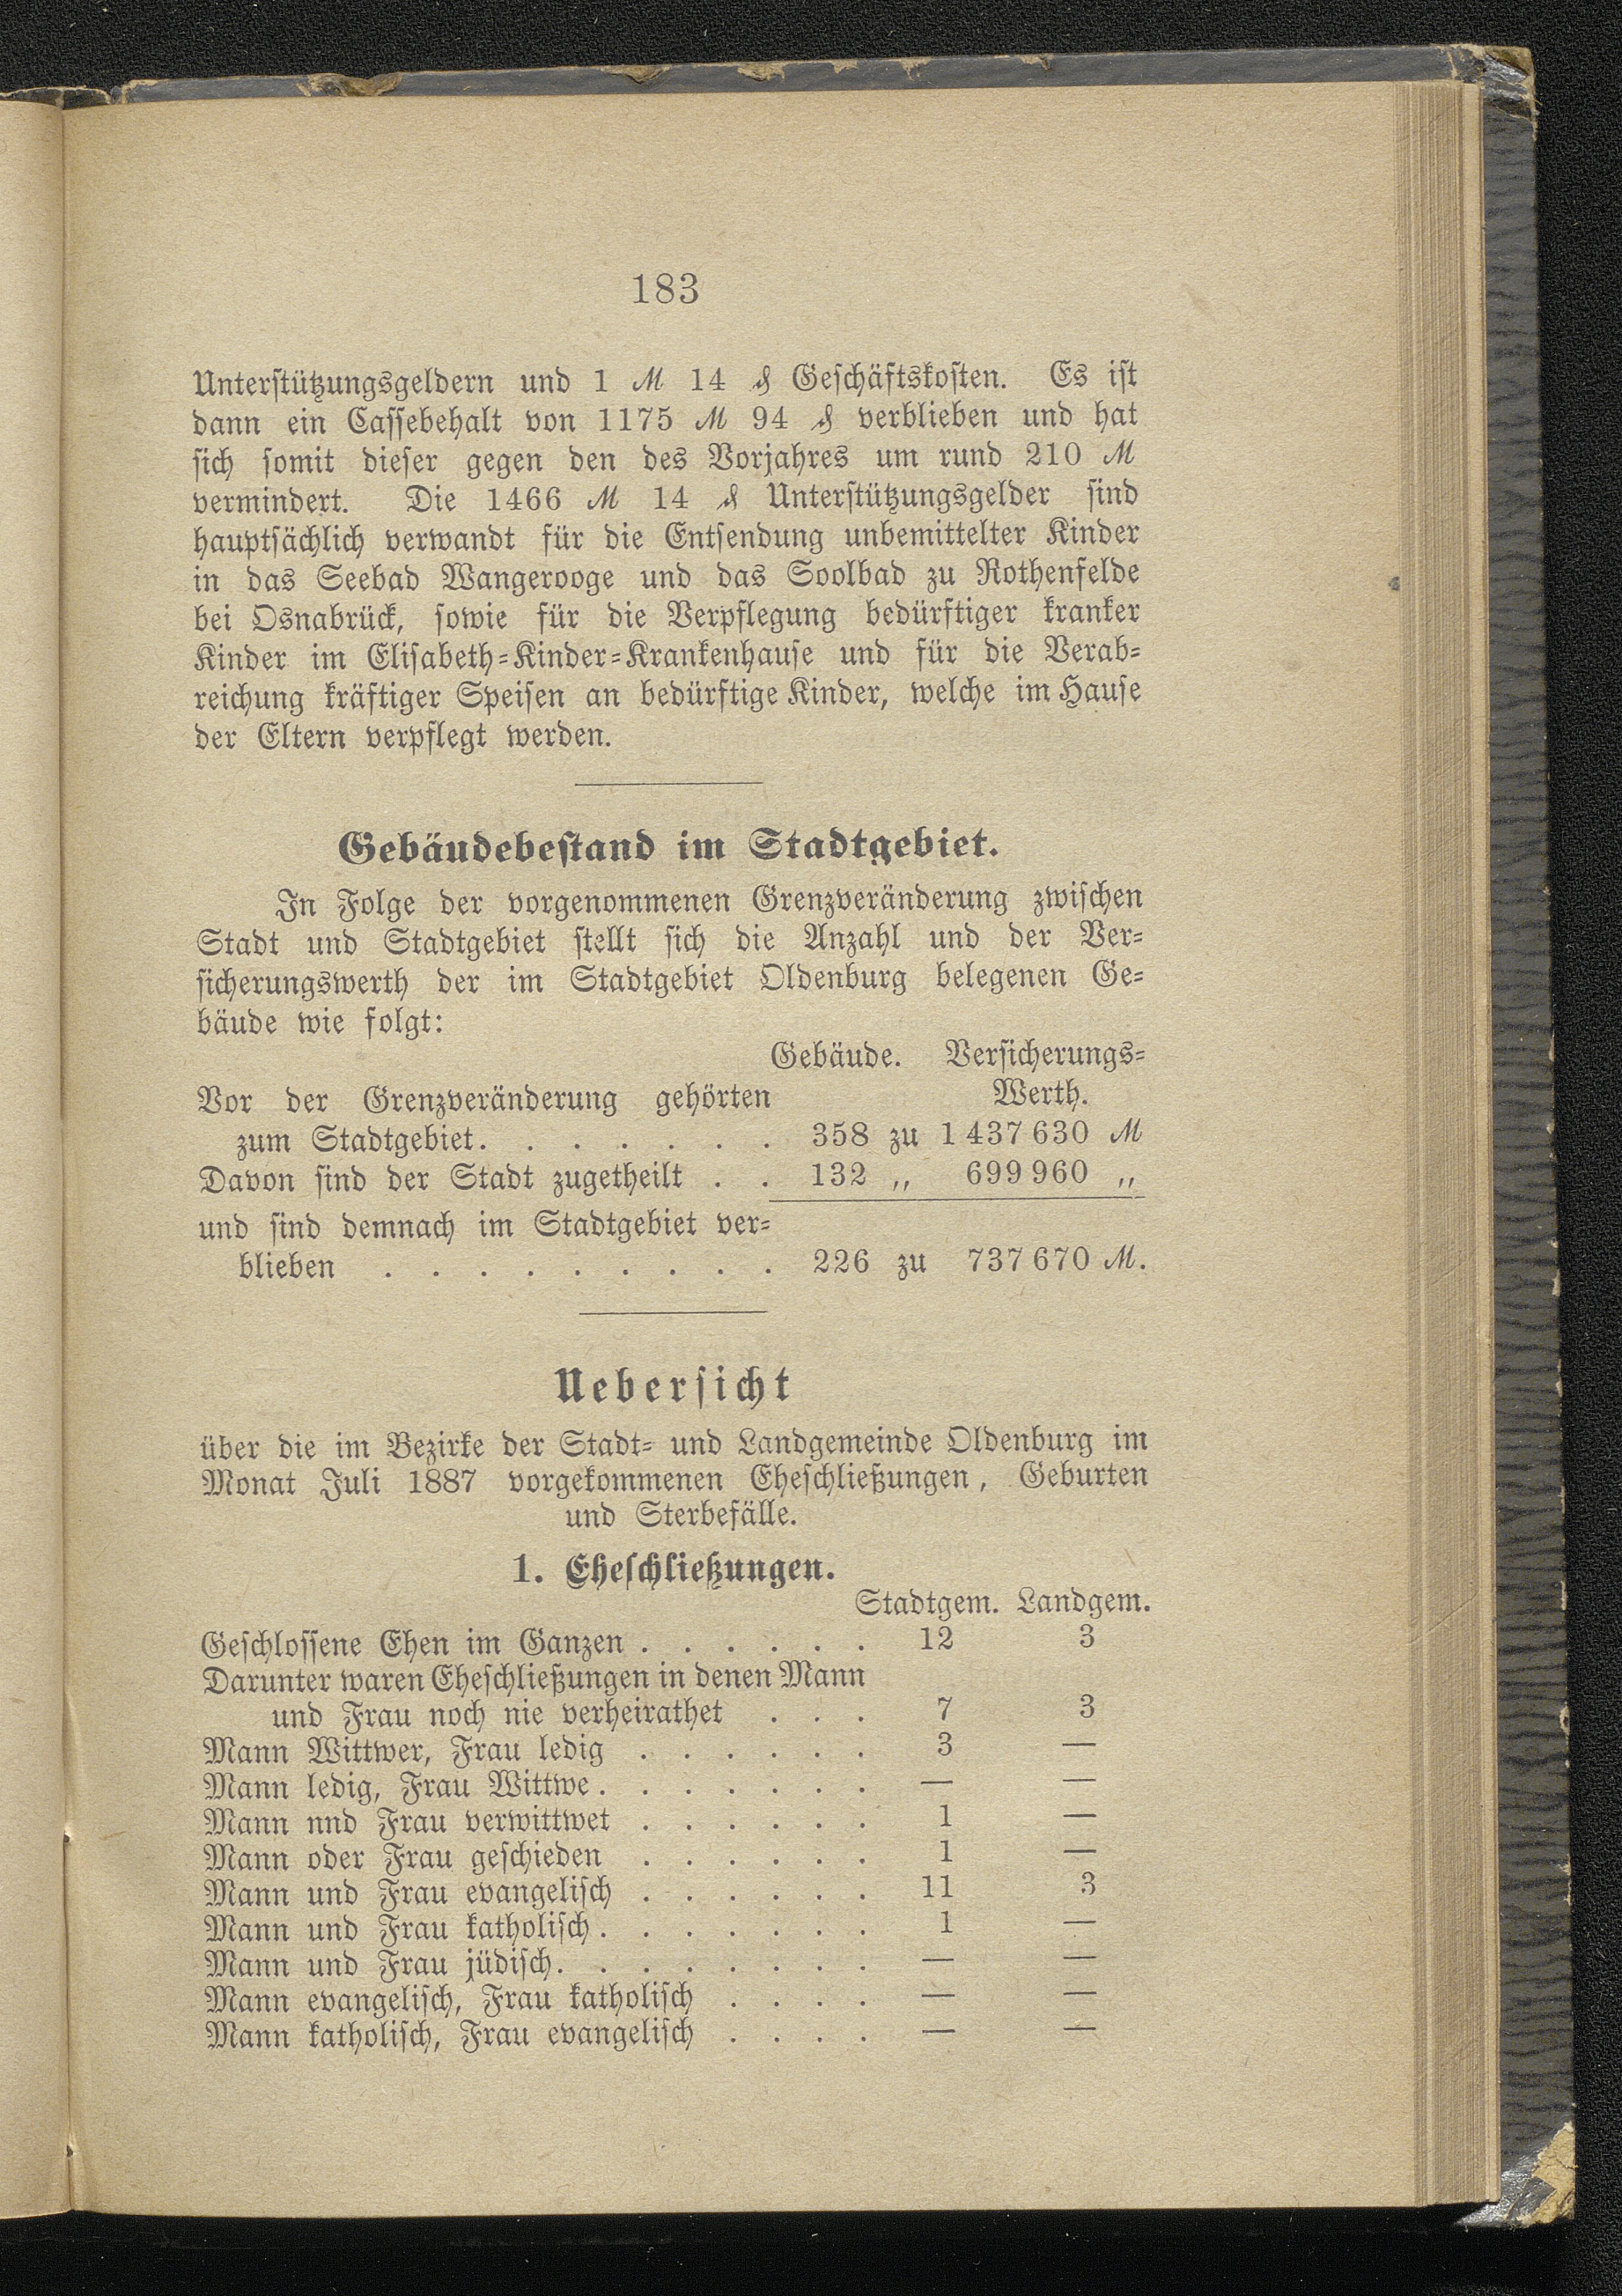 183
Unterstützungsgeldern und 1 ℳ 14 ₰ Geschäftskosten. Es ist
dann ein Cassebehalt von 1175 ℳ 94 ₰ verblieben und hat
sich somit dieser gegen den des Vorjahres um rund 210 ℳ
vermindert. Die 1466 ℳ 14 ₰ Unterstützungsgelder sind
hauptsächlich verwandt für die Entsendung unbemittelter Kinder
in das Seebad Wangerooge und das Soolbad zu Rothenfelde
bei Osnabrück, sowie für die Verpflegung bedürftiger kranker
Kinder im Elisabeth-Kinder-Krankenhause und für die Verab-
reichung kräftiger Speisen an bedürftige Kinder, welche im Hause
der Eltern verpflegt werden.
Gebäudebestand im Stadtgebiet.
In Folge der vorgenommenen Grenzveränderung zwischen
Stadt und Stadtgebiet stellt sich die Anzahl und der Ver-
sicherungswerth der im Stadtgebiet Oldenburg belegenen Ge-
bäude wie folgt:
Gebäude. Versicherungs-
Vor der Grenzveränderung gehörten Werth.
zum Stadtgebiet. . . . . . . 358 zu 1 437 630 ℳ
Davon sind der Stadt zugetheilt . . 132 „ 699 960 „
und sind demnach im Stadtgebiet ver-
blieben . . . . . . . . . 226 zu 737 670 ℳ.
Uebersicht
über die im Bezirke der Stadt- und Landgemeinde Oldenburg im
Monat Juli 1887 vorgekommenen Eheschließungen, Geburten
und Sterbefälle.
1. Eheschließungen.
Stadtgem. Landgem.
Geschlossene Ehen im Ganzen . . . . . . 12 3
Darunter waren Eheschließungen in denen Mann
und Frau noch nie verheirathet . . . 7 3
Mann Wittwer, Frau ledig . . . . . . 3 —
Mann ledig, Frau Wittwe . . . . . . . — —
Mann nnd Frau verwittwet . . . . . . 1 —
Mann oder Frau geschieden . . . . . . 1 —
Mann und Frau evangelisch . . . . . . 11 3
Mann und Frau katholisch . . . . . . . 1 —
Mann und Frau jüdisch. . . . . . . . — —
Mann evangelisch, Frau katholisch . . . . — —
Mann katholisch, Frau evangelisch . . . . — —